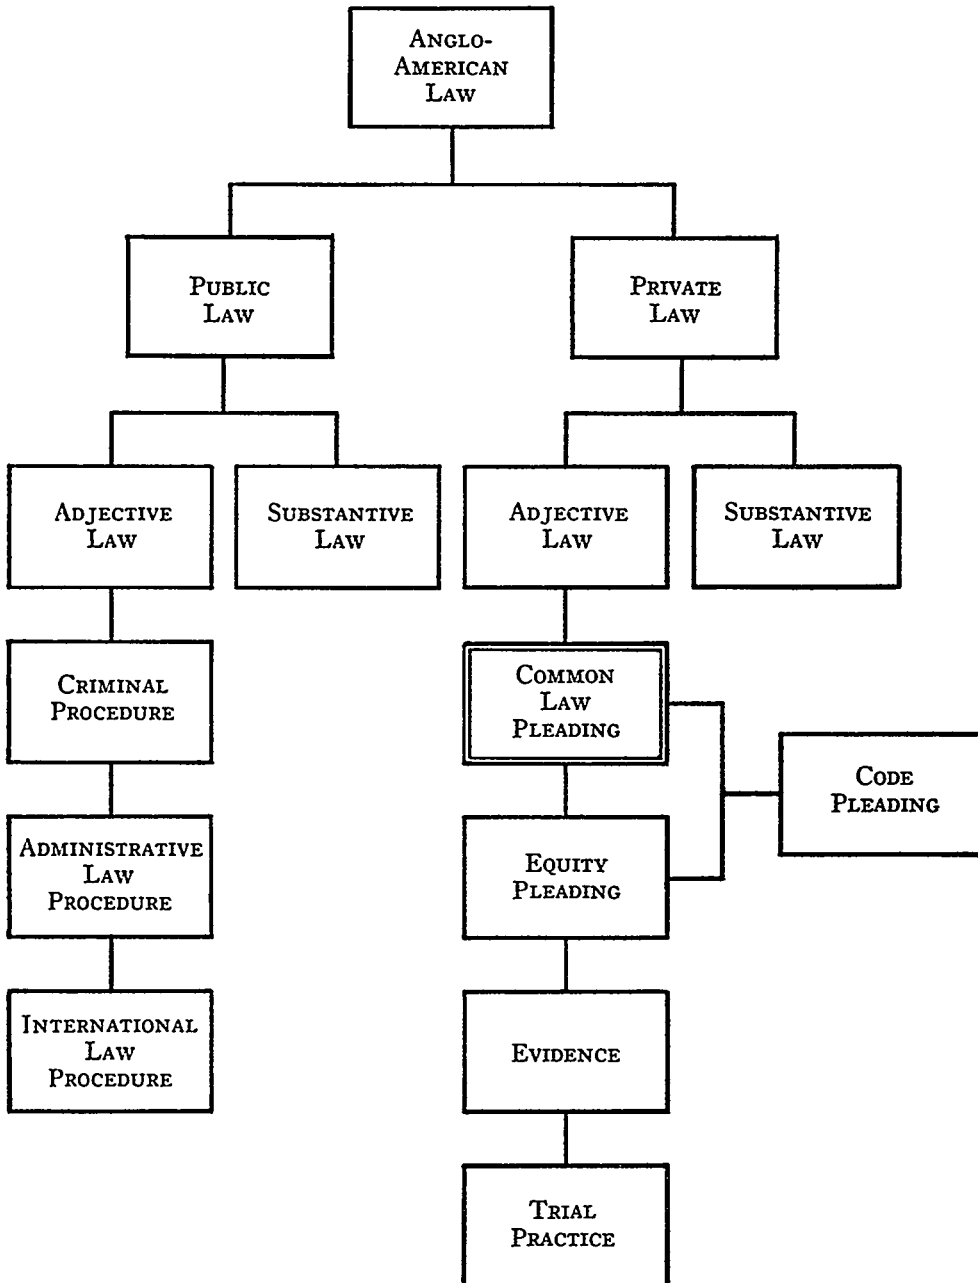 ANGLO-
AMERICAN
LAW
PUBLIC
LAW
PRIVATE
LAW
ADJECTIVE
LAW
SUBSTANTIVE
LAW
ADJECTIVE
LAW
SUBSTANTIVE
LAW
CRIMINAL
PROCEDURE
COMMON
LAW
PLEADING
CODE
PLEADING
ADMINISTRATIVE
LAW
PROCEDURE
EQUITY
PLEADING
INTERNATIONAL
LAW
PROCEDURE
EVIDENCE
TRIAL
PRACTICE